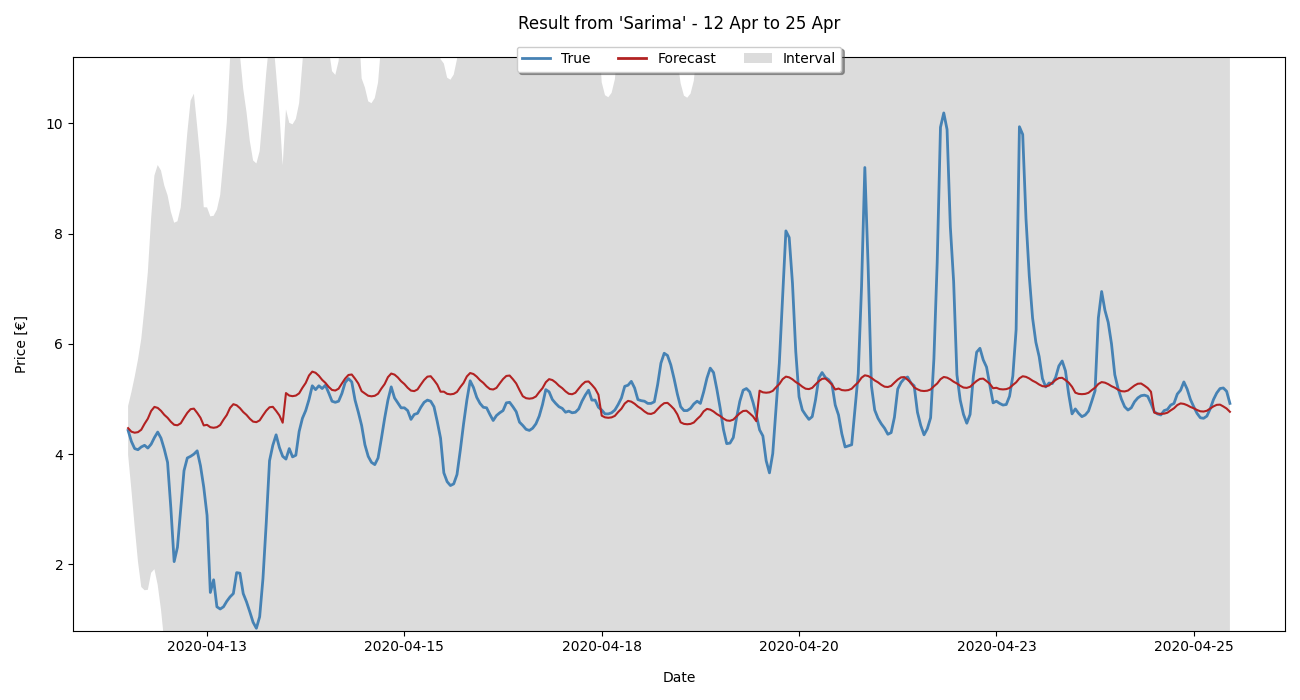 Result from 'Sarima' - 12 Apr to 25 Apr
True Forecast Interval
10
8
6
4
2
Price [€]
2020-04-13 2020-04-15 2020-04-18 2020-04-20 2020-04-23 2020-04-25
Date